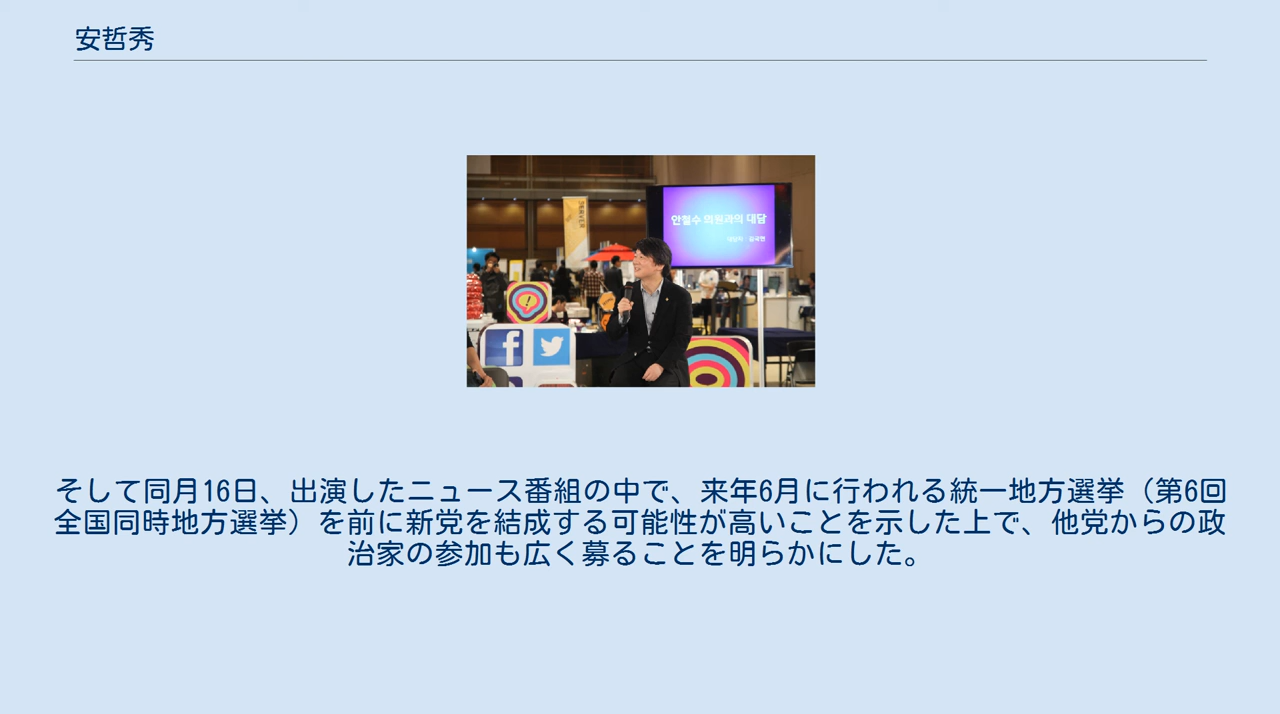 安哲秀
SERVER
안철수 의원과의 대담
そして同月16日、出演したニュース番組の中で、来年6月に行われる統一地方選挙（第6回
全国同時地方選挙）を前に新党を結成する可能性が高いことを示した上で、他党からの政
治家の参加も広く募ることを明らかにした。